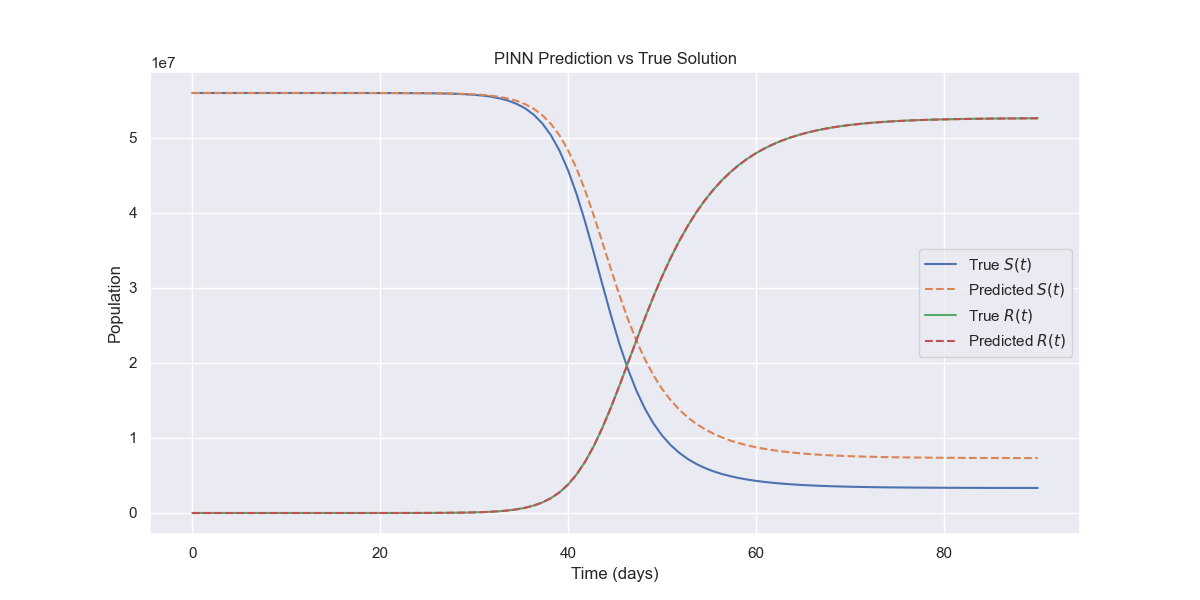 PINN Prediction vs True Solution
1e7
5
4
3
2
1
0
Population
0 20 40 60 80
Time (days)
True S(t)
Predicted S(t)
True R(t)
Predicted R(t)